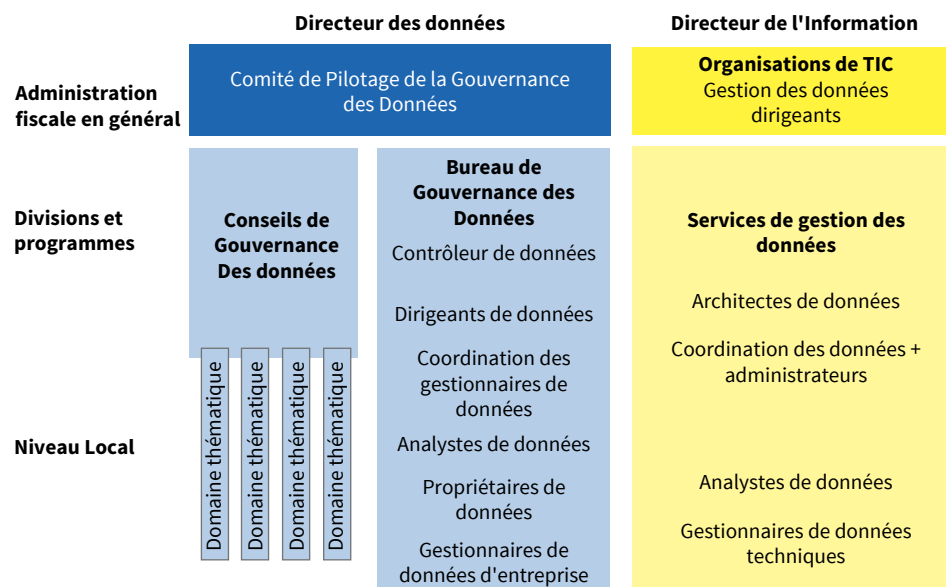 Directeur des données
Directeur de l'Information
Administration
fiscale en général
Comité de Pilotage de la Gouvernance
des Données
Organisations de TIC
Gestion des données
dirigeants
Divisions et
programmes
Conseils de
Gouvernance
Des données
Bureau de
Gouvernance des
Données
Contrôleur de données
Dirigeants de données
Coordination des
gestionnaires de
données
Analystes de données
Propriétaires de
données
Gestionnaires de
données d'entreprise
Services de gestion des
données
Architectes de données
Coordination des données +
administrateurs
Analystes de données
Gestionnaires de données
techniques
Niveau Local
Domaine thématique
Domaine thématique
Domaine thématique
Domaine thématique